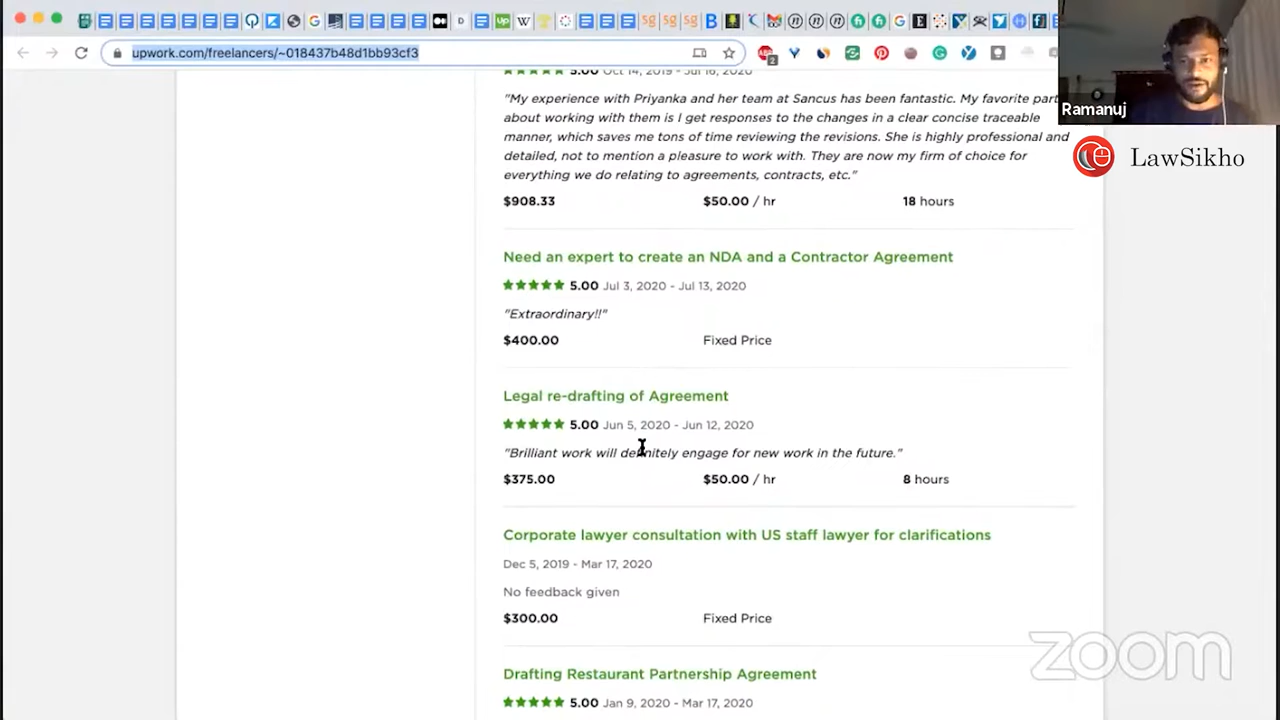 upwork.com/freelancers/~018437b48d1bb93cf3
Ramanuj
LawSikho
5.00 Oct 14, 2019 - Jul 16, 2020
"My experience with Priyanka and her team at Sancus has been fantastic. My favorite part
about working with them is I get responses to the changes in a clear concise traceable
manner, which saves me tons of time reviewing the revisions. She is highly professional and
detailed, not to mention a pleasure to work with. They are now my firm of choice for
everything we do relating to agreements, contracts, etc."
$908.33 $50.00 / hr 18 hours
Need an expert to create an NDA and a Contractor Agreement
5.00 Jul 3, 2020 - Jul 13, 2020
"Extraordinary!!"
$400.00 Fixed Price
Legal re-drafting of Agreement
5.00 Jun 5, 2020 - Jun 12, 2020
"Brilliant work will definitely engage for new work in the future."
$375.00 $50.00 / hr 8 hours
Corporate lawyer consultation with US staff lawyer for clarifications
Dec 5, 2019 - Mar 17, 2020
No feedback given
$300.00 Fixed Price
Drafting Restaurant Partnership Agreement
5.00 Jan 9, 2020 - Mar 17, 2020
zoom